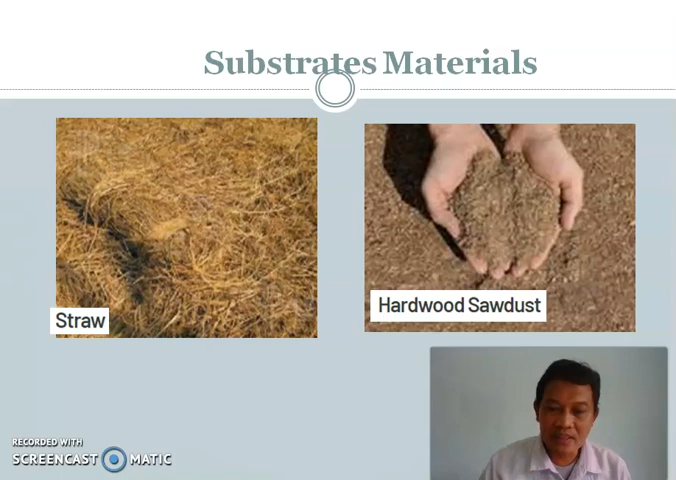 Substrates Materials
Straw
Hardwood Sawdust
RECORDED WITH
SCREENCAST MATIC